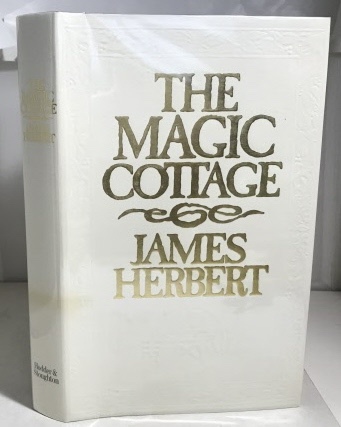 THE
MAGIC
COTTAGE
JAMES
HERBERT
Hodder &
Stoughton